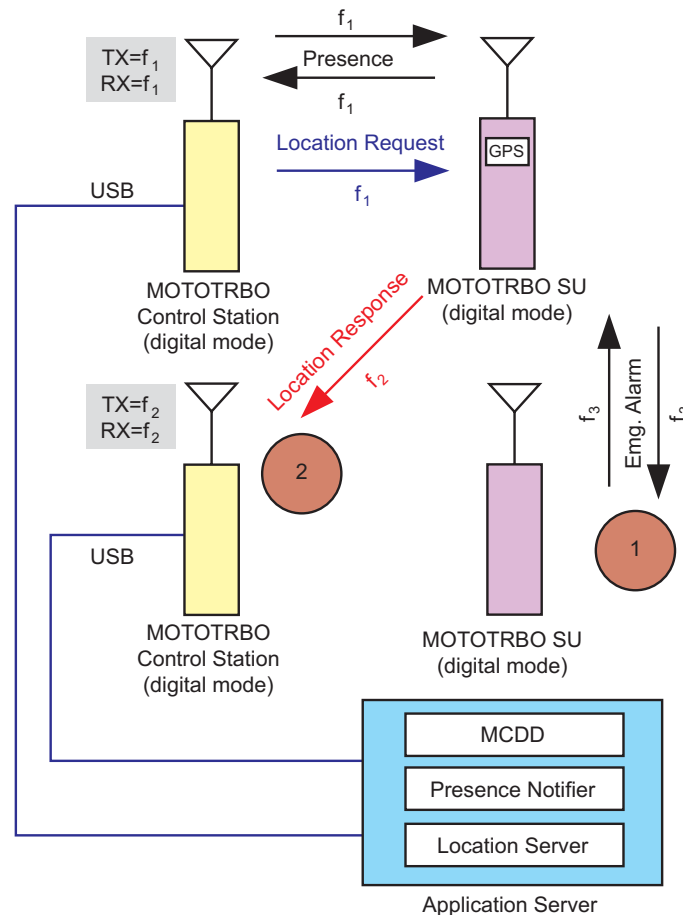 f1
TX=f1
RX=f1
Presence
f1
GPS
Location Request
f1
USB
MOTOTRBO
Control Station
(digital mode)
MOTOTRBO SU
(digital mode)
Location Response
f2
TX=f2
RX=f2
f3
Emg. Alarm
2
1
USB
MOTOTRBO
Control Station
(digital mode)
MOTOTRBO SU
(digital mode)
MCDD
Presence Notifier
Location Server
Application Server